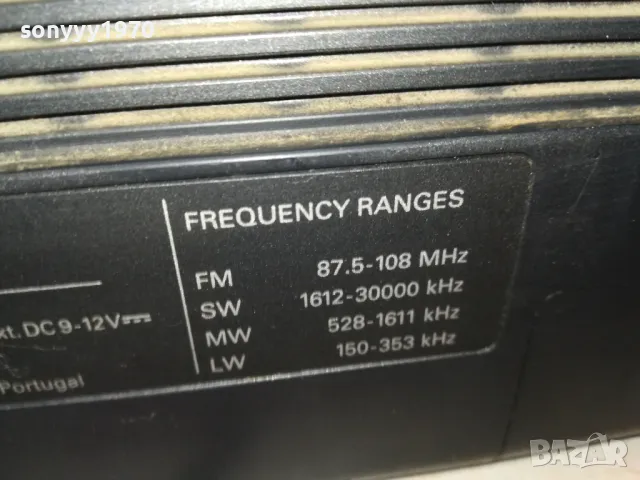 sonyyy1970
FREQUENCY RANGES
FM 87.5-108 MHz
SW 1612-30000 kHz
MW 528-1611 kHz
LW 150-353 kHz
xt. DC 9-12V
Portugal
BAZAR